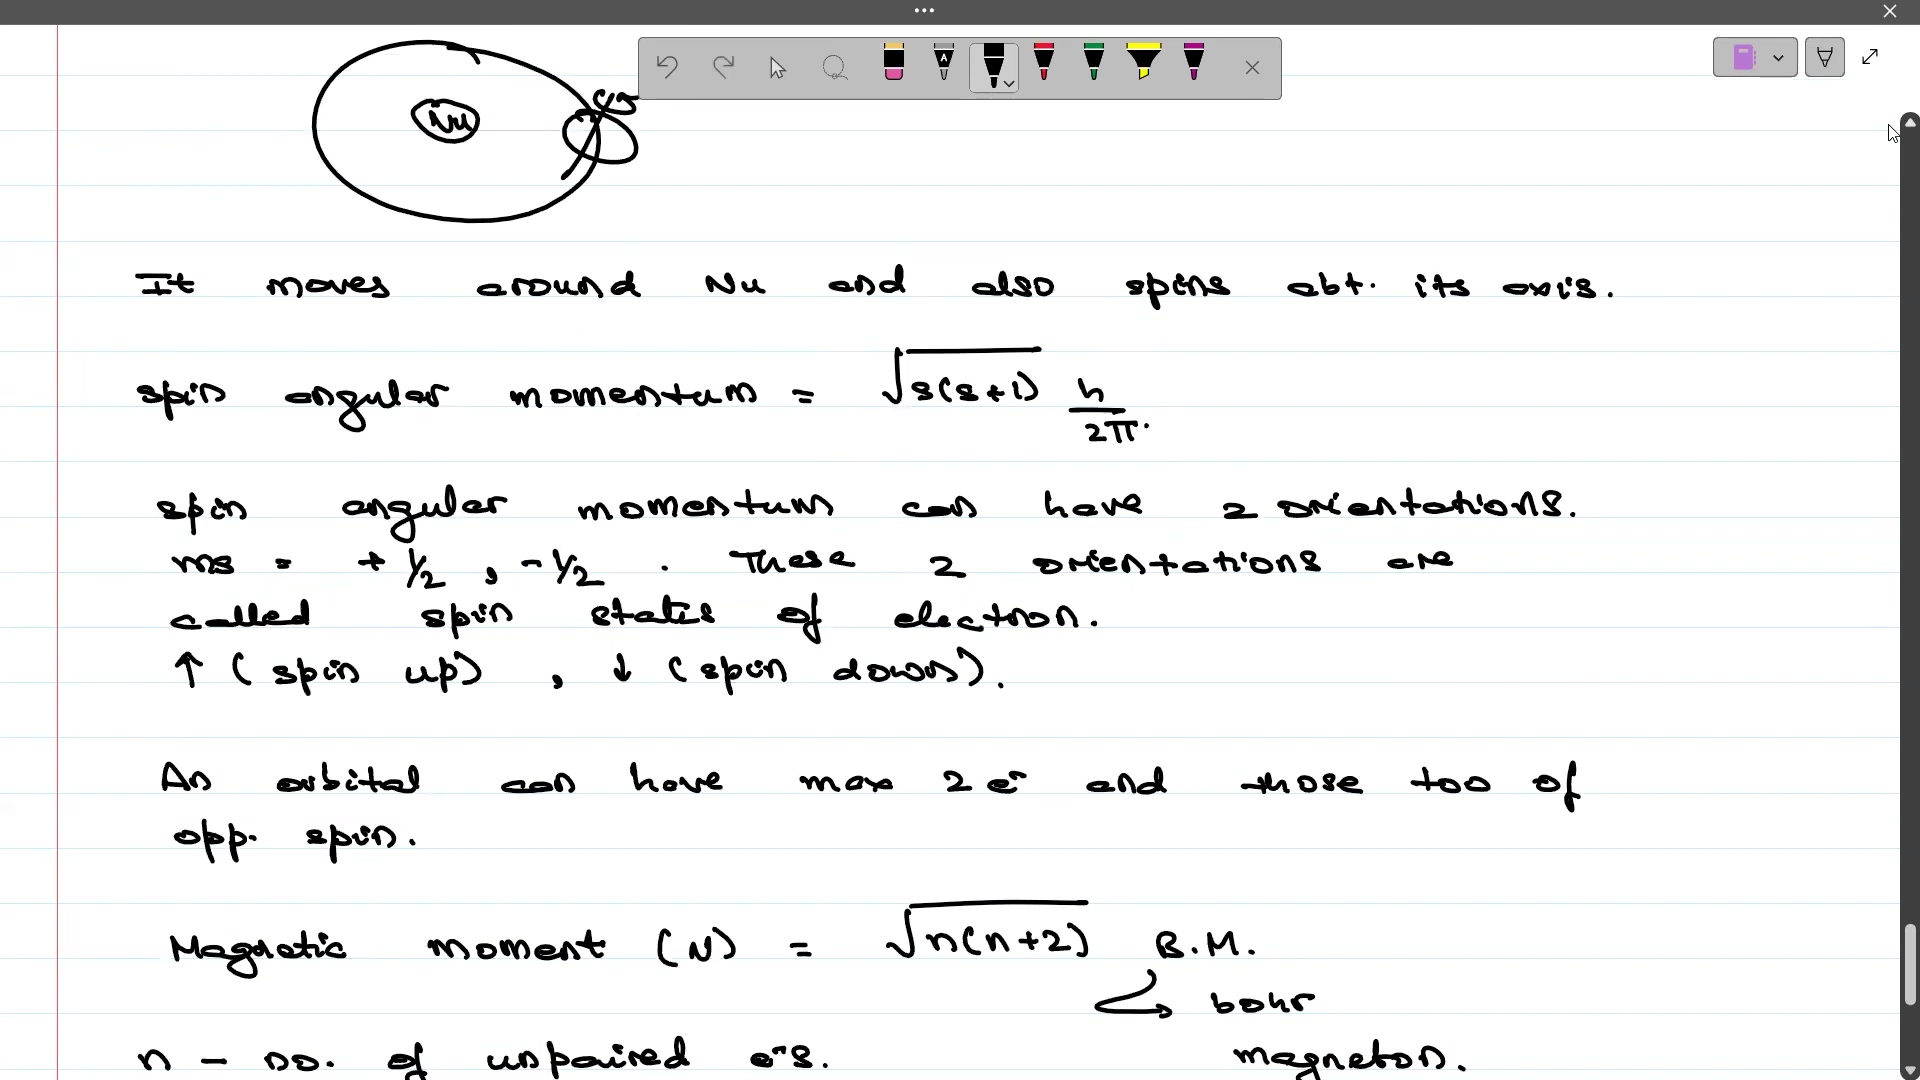 Nu
It moves around Nu and also spins abt. its axis.
spin angular momentum = √s(s+1) h/2π.
spin angular momentum can have 2 orientations.
ms = + 1/2 , - 1/2 . These 2 orientations are
called spin states of electron.
↑ (spin up) , ↓ (spin down).
An orbital can have max 2 e⁻ and those too of
opp. spin.
Magnetic moment (μ) = √n(n+2) B.M.
↪ bohr
n - no. of unpaired e⁻s.
magneton.